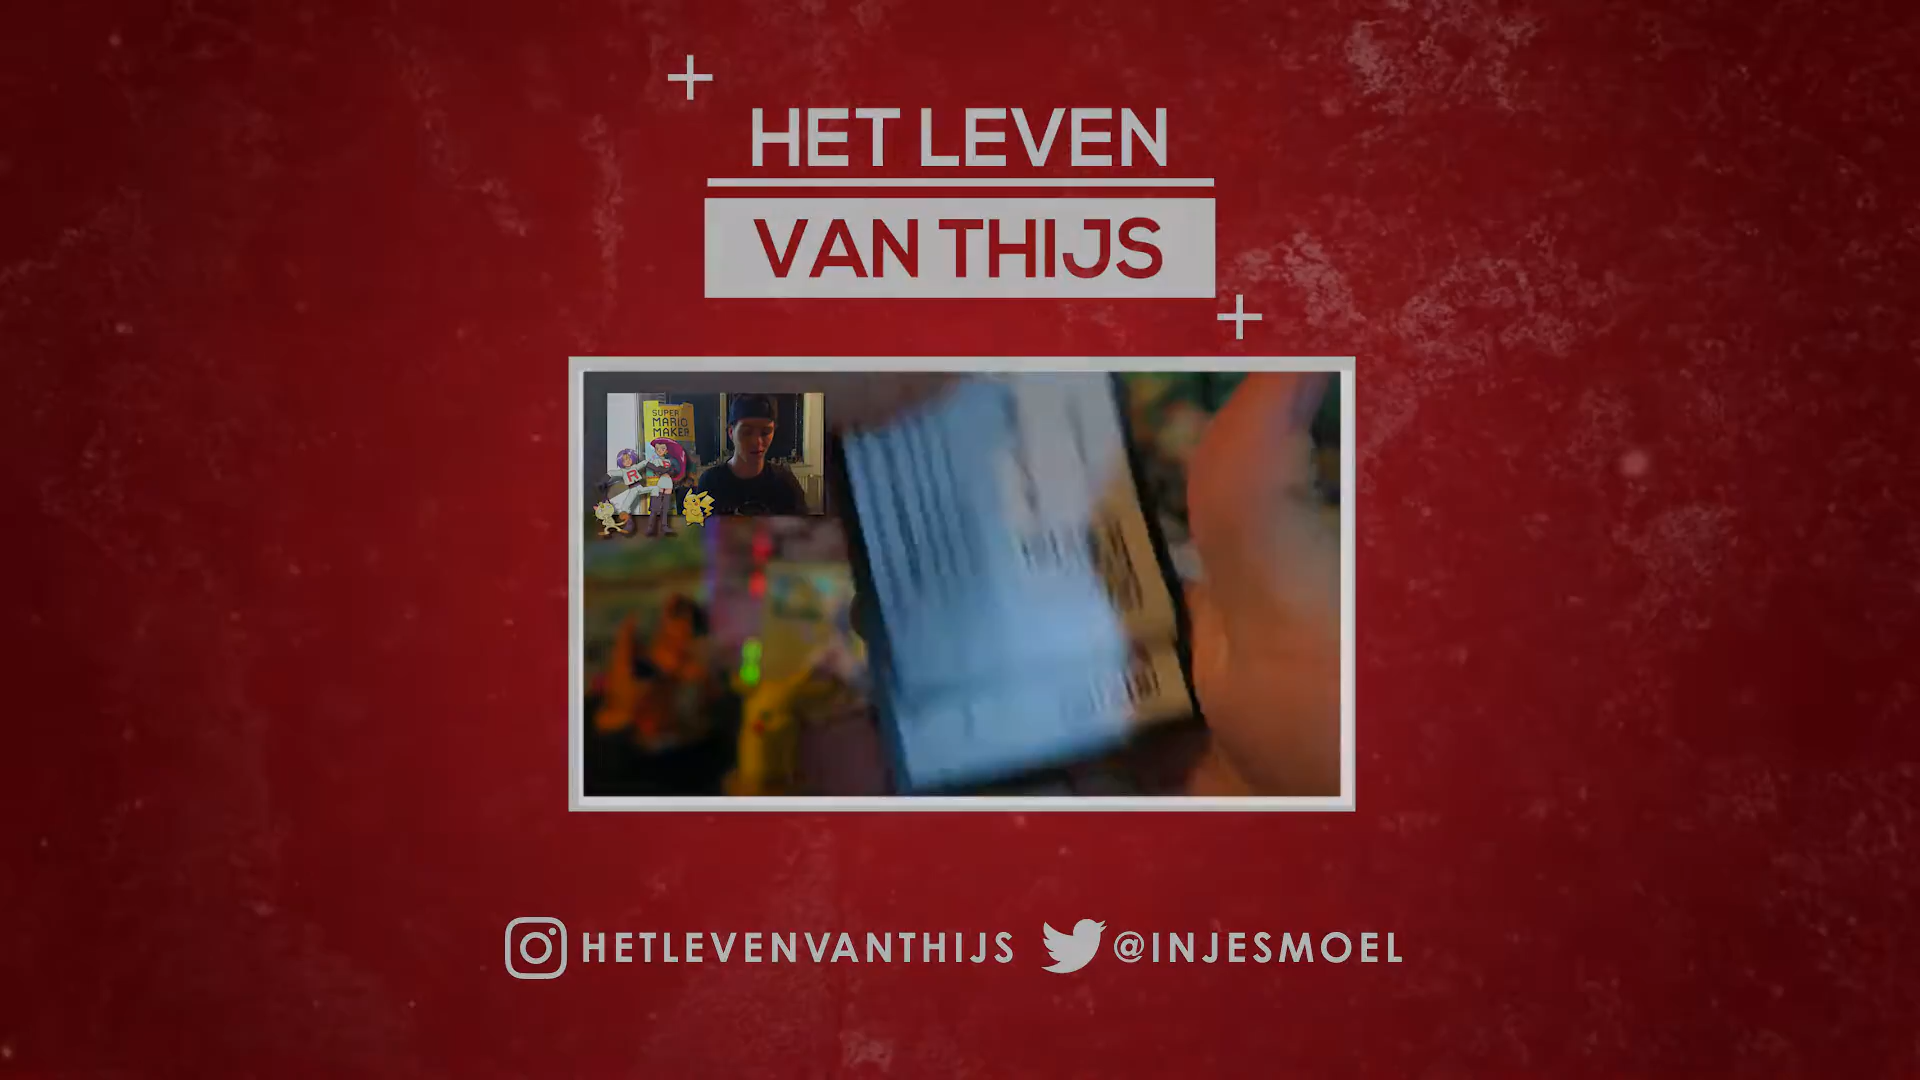 HET LEVEN
VAN THIJS
SUPER
MARIO
MAKER
R
HETLEVENVANTHIJS @INJESMOEL